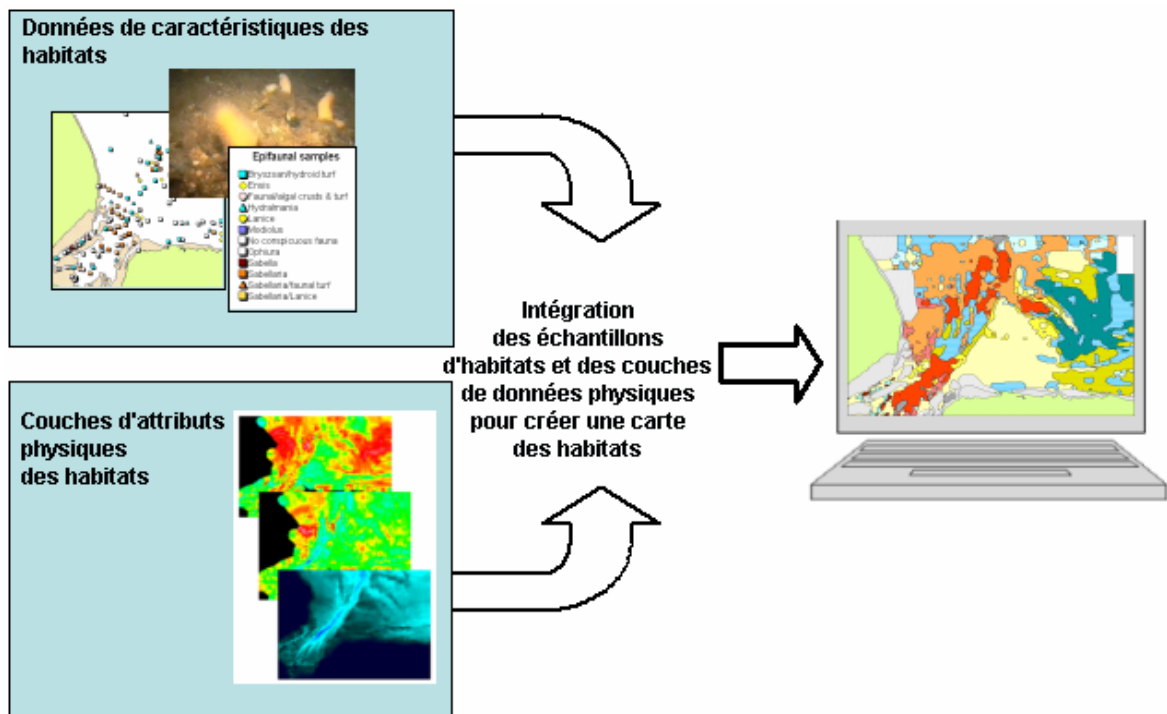 Données de caractéristiques des
habitats
Epifaunal samples
Bryozoan/hydroid turf
Ensis
Faunal/algal crusts & turf
Hydralmania
Lanice
Modiolus
No conspicuous fauna
Ophiura
Sabella
Sabellaria
Sabellaria/faunal turf
Sabellaria/Lanice
Couches d'attributs
physiques
des habitats
Intégration
des échantillons
d'habitats et des couches
de données physiques
pour créer une carte
des habitats